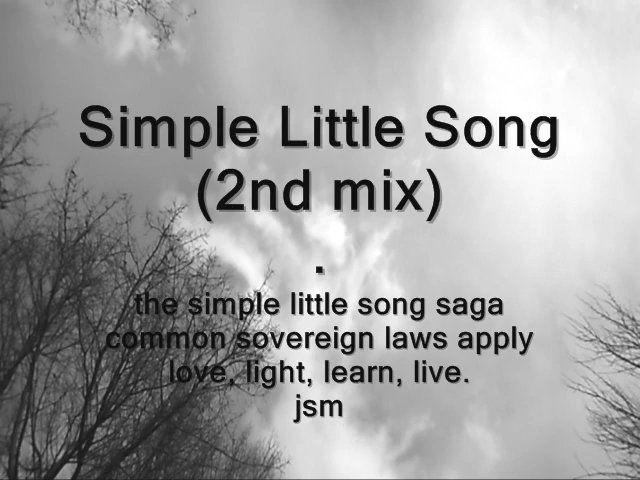 Simple Little Song
(2nd mix)
.
the simple little song saga
common sovereign laws apply
love, light, learn, live.
jsm